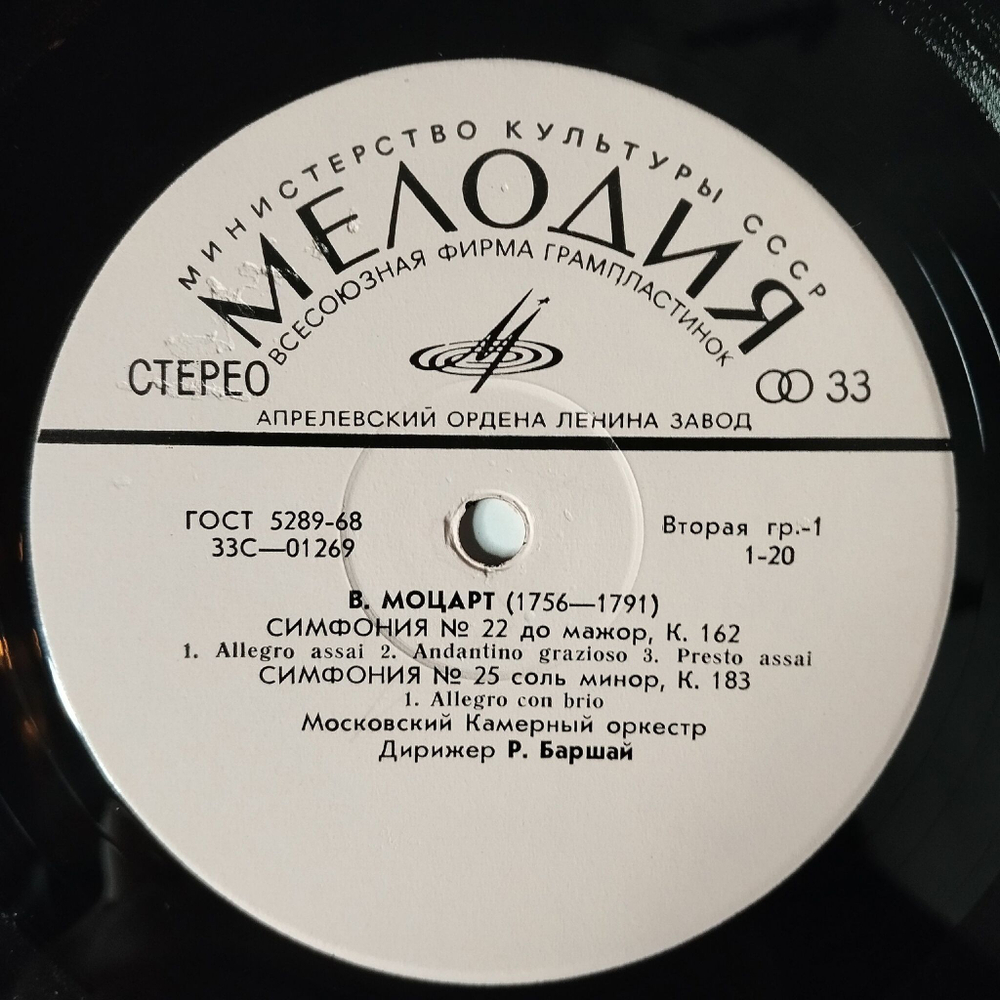 МИНИСТЕРСТВО КУЛЬТУРЫ СССР
МЕЛОДИЯ
ВСЕСОЮЗНАЯ ФИРМА ГРАМПЛАСТИНОК
СТЕРЕО
33
АПРЕЛЕВСКИЙ ОРДЕНА ЛЕНИНА ЗАВОД
ГОСТ 5289-68
33С—01269
Вторая гр.-1
1-20
В. МОЦАРТ (1756—1791)
СИМФОНИЯ № 22 до мажор, К. 162
1. Allegro assai 2. Andantino grazioso 3. Presto assai
СИМФОНИЯ № 25 соль минор, К. 183
1. Allegro con brio
Московский Камерный оркестр
Дирижер Р. Баршай